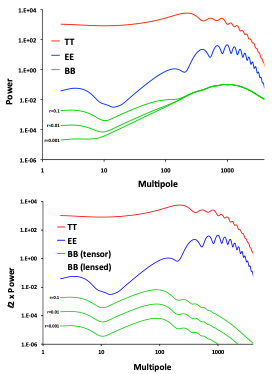 1.E+04
1.E+02
1.E+00
1.E-02
1.E-04
1.E-06
Power
TT
EE
BB
r=0.1
r=0.01
r=0.001
1
10
100
1000
Multipole
1.E+04
1.E+02
1.E+00
1.E-02
1.E-04
1.E-06
ℓ2 x Power
TT
EE
BB (tensor)
BB (lensed)
r=0.1
r=0.01
r=0.001
1
10
100
1000
Multipole